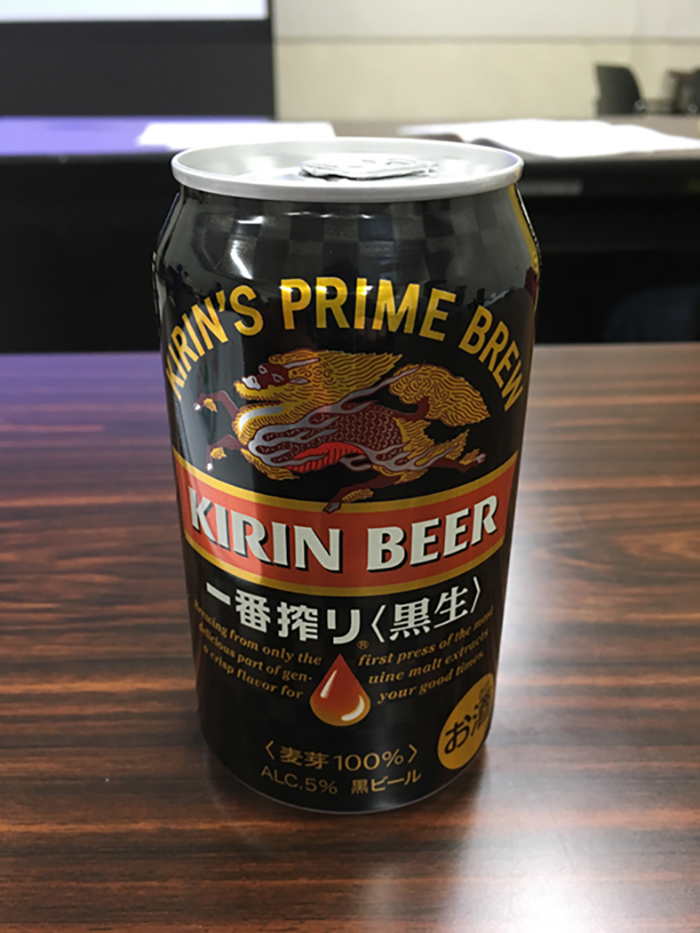 KIRIN'S PRIME BREW
KIRIN BEER
一番搾り®〈黒生〉
Brewing from only the first press of the most
delicious part of gen- uine malt extracts
a crisp flavor for your good times.
お酒
〈麦芽100%〉
ALC.5% 黒ビール